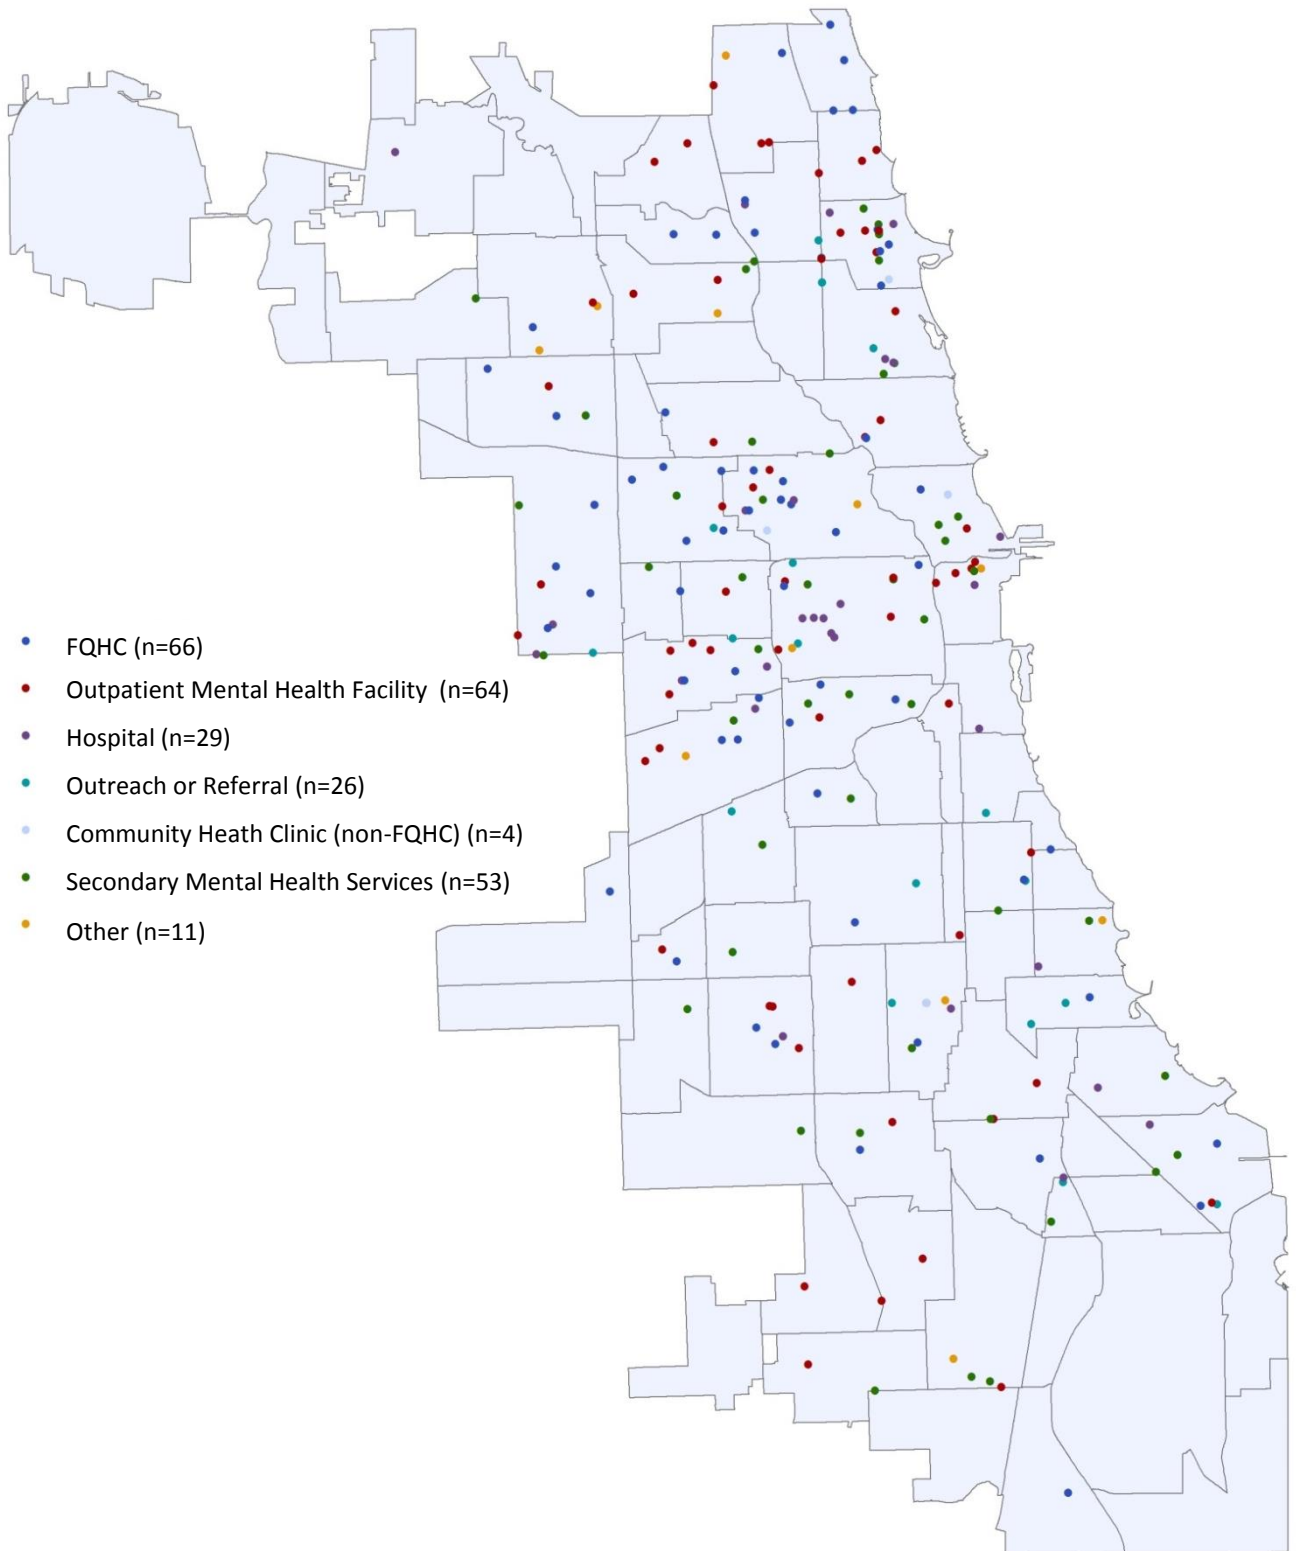 FQHC (n=66)
Outpatient Mental Health Facility (n=64)
Hospital (n=29)
Outreach or Referral (n=26)
Community Heath Clinic (non-FQHC) (n=4)
Secondary Mental Health Services (n=53)
Other (n=11)